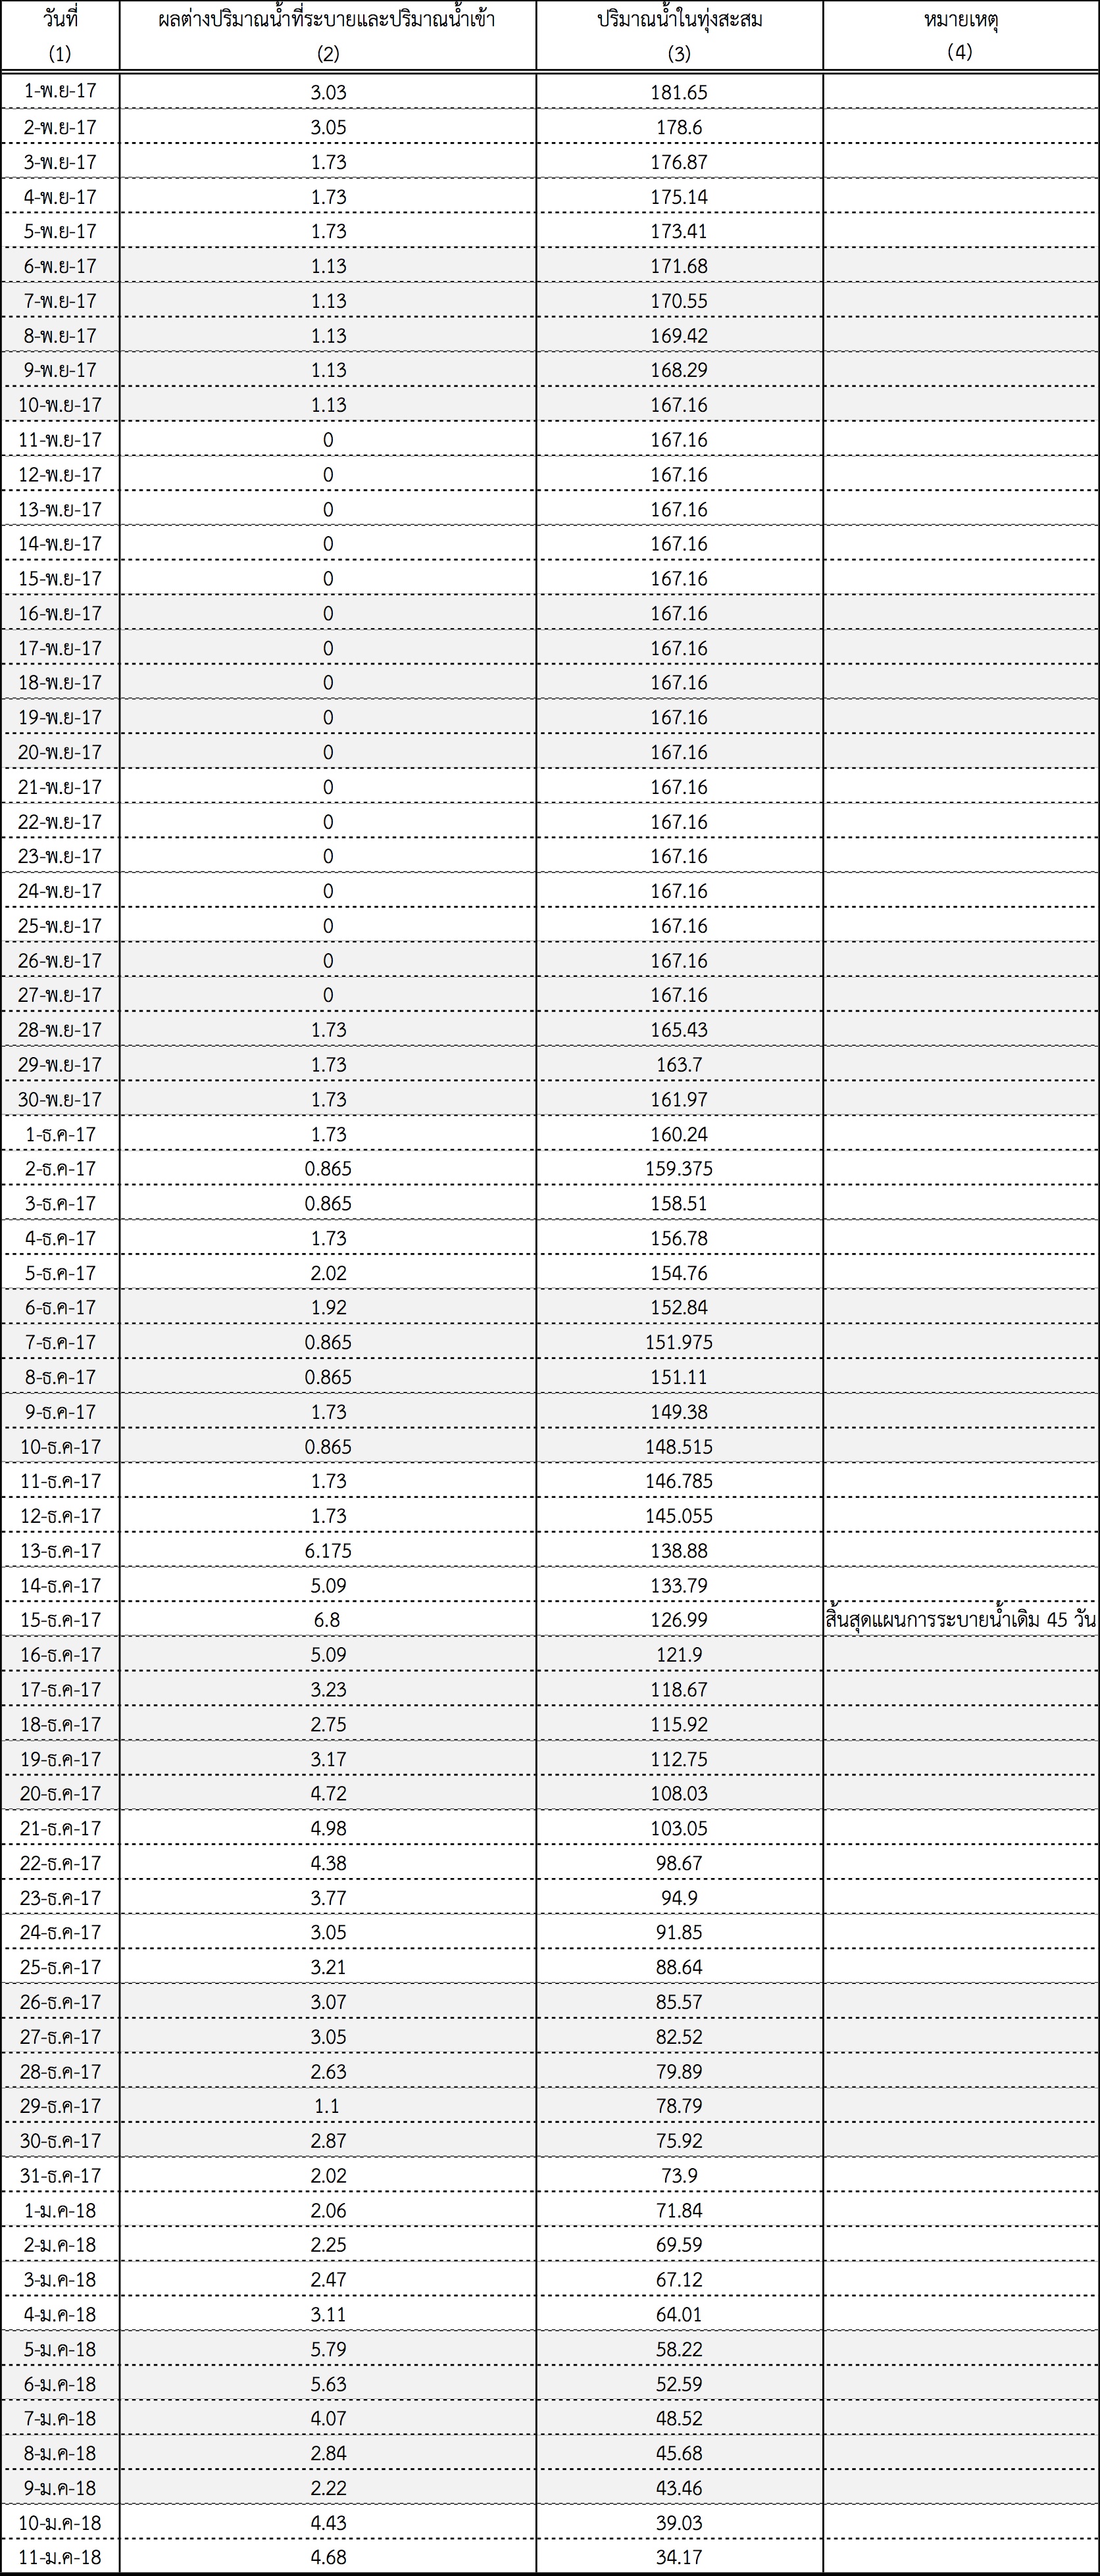 วันที่ ผลต่างปริมาณน้ำที่ระบายและปริมาณน้ำเข้า ปริมาณน้ำในทุ่งสะสม หมายเหตุ
(1) (2) (3) (4)
1-พ.ย-17 3.03 181.65
2-พ.ย-17 3.05 178.6
3-พ.ย-17 1.73 176.87
4-พ.ย-17 1.73 175.14
5-พ.ย-17 1.73 173.41
6-พ.ย-17 1.13 171.68
7-พ.ย-17 1.13 170.55
8-พ.ย-17 1.13 169.42
9-พ.ย-17 1.13 168.29
10-พ.ย-17 1.13 167.16
11-พ.ย-17 0 167.16
12-พ.ย-17 0 167.16
13-พ.ย-17 0 167.16
14-พ.ย-17 0 167.16
15-พ.ย-17 0 167.16
16-พ.ย-17 0 167.16
17-พ.ย-17 0 167.16
18-พ.ย-17 0 167.16
19-พ.ย-17 0 167.16
20-พ.ย-17 0 167.16
21-พ.ย-17 0 167.16
22-พ.ย-17 0 167.16
23-พ.ย-17 0 167.16
24-พ.ย-17 0 167.16
25-พ.ย-17 0 167.16
26-พ.ย-17 0 167.16
27-พ.ย-17 0 167.16
28-พ.ย-17 1.73 165.43
29-พ.ย-17 1.73 163.7
30-พ.ย-17 1.73 161.97
1-ธ.ค-17 1.73 160.24
2-ธ.ค-17 0.865 159.375
3-ธ.ค-17 0.865 158.51
4-ธ.ค-17 1.73 156.78
5-ธ.ค-17 2.02 154.76
6-ธ.ค-17 1.92 152.84
7-ธ.ค-17 0.865 151.975
8-ธ.ค-17 0.865 151.11
9-ธ.ค-17 1.73 149.38
10-ธ.ค-17 0.865 148.515
11-ธ.ค-17 1.73 146.785
12-ธ.ค-17 1.73 145.055
13-ธ.ค-17 6.175 138.88
14-ธ.ค-17 5.09 133.79
15-ธ.ค-17 6.8 126.99 สิ้นสุดแผนการระบายน้ำเดิม 45 วัน
16-ธ.ค-17 5.09 121.9
17-ธ.ค-17 3.23 118.67
18-ธ.ค-17 2.75 115.92
19-ธ.ค-17 3.17 112.75
20-ธ.ค-17 4.72 108.03
21-ธ.ค-17 4.98 103.05
22-ธ.ค-17 4.38 98.67
23-ธ.ค-17 3.77 94.9
24-ธ.ค-17 3.05 91.85
25-ธ.ค-17 3.21 88.64
26-ธ.ค-17 3.07 85.57
27-ธ.ค-17 3.05 82.52
28-ธ.ค-17 2.63 79.89
29-ธ.ค-17 1.1 78.79
30-ธ.ค-17 2.87 75.92
31-ธ.ค-17 2.02 73.9
1-ม.ค-18 2.06 71.84
2-ม.ค-18 2.25 69.59
3-ม.ค-18 2.47 67.12
4-ม.ค-18 3.11 64.01
5-ม.ค-18 5.79 58.22
6-ม.ค-18 5.63 52.59
7-ม.ค-18 4.07 48.52
8-ม.ค-18 2.84 45.68
9-ม.ค-18 2.22 43.46
10-ม.ค-18 4.43 39.03
11-ม.ค-18 4.68 34.17